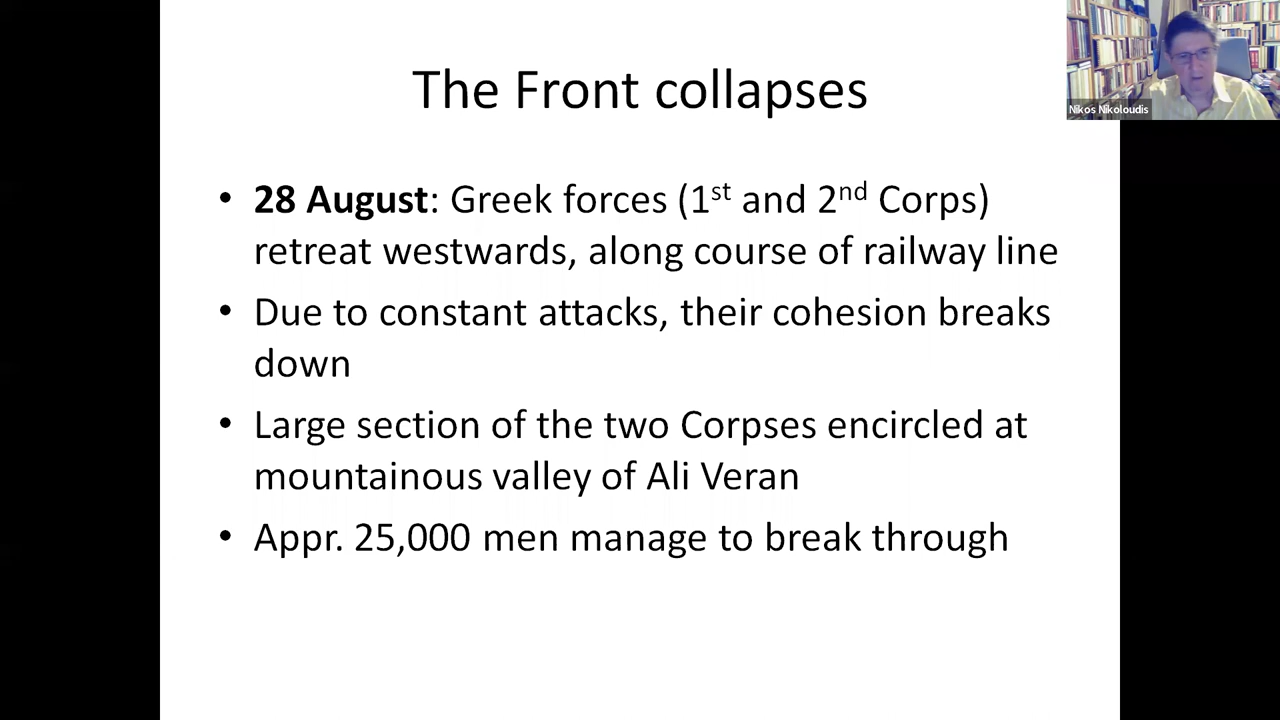 The Front collapses
Nikos Nikoloudis
• 28 August: Greek forces (1st and 2nd Corps)
retreat westwards, along course of railway line
• Due to constant attacks, their cohesion breaks
down
• Large section of the two Corpses encircled at
mountainous valley of Ali Veran
• Appr. 25,000 men manage to break through